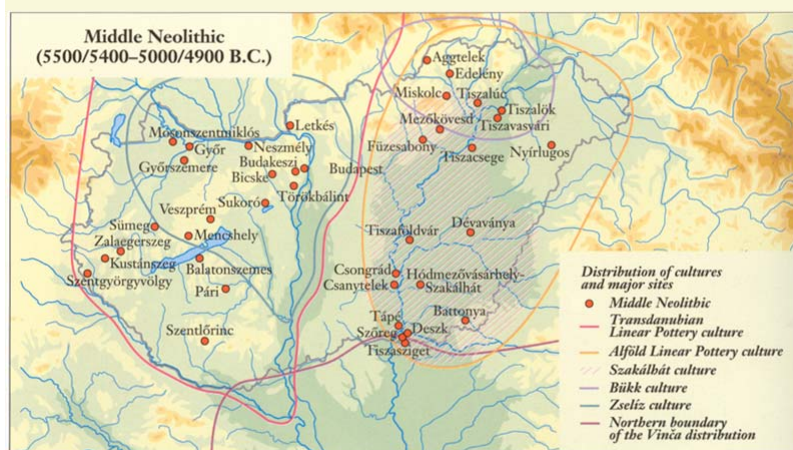 Middle Neolithic
(5500/5400–5000/4900 B.C.)
Aggtelek
Edelény
Miskolc
Tiszalúc
Tiszalök
Mezőkövesd
Tiszavasvári
Letkés
Mosonszentmiklós
Győr
Neszmély
Füzesabony
Tiszacsege
Nyírlugos
Győrszemere
Budakeszi
Budapest
Bicske
Törökbálint
Sukoró
Veszprém
Sümeg
Mencshely
Zalaegerszeg
Kustánszeg
Balatonszemes
Szentgyörgyvölgy
Pári
Szentlőrinc
Tiszaföldvár
Dévaványa
Csongrád
Hódmezővásárhely-
Szakálhát
Csanytelek
Battonya
Tápé
Szőreg
Deszk
Tiszasziget
Distribution of cultures
and major sites
Middle Neolithic
Transdanubian
Linear Pottery culture
Alföld Linear Pottery culture
Szakálhát culture
Bükk culture
Zselíz culture
Northern boundary
of the Vinča distribution